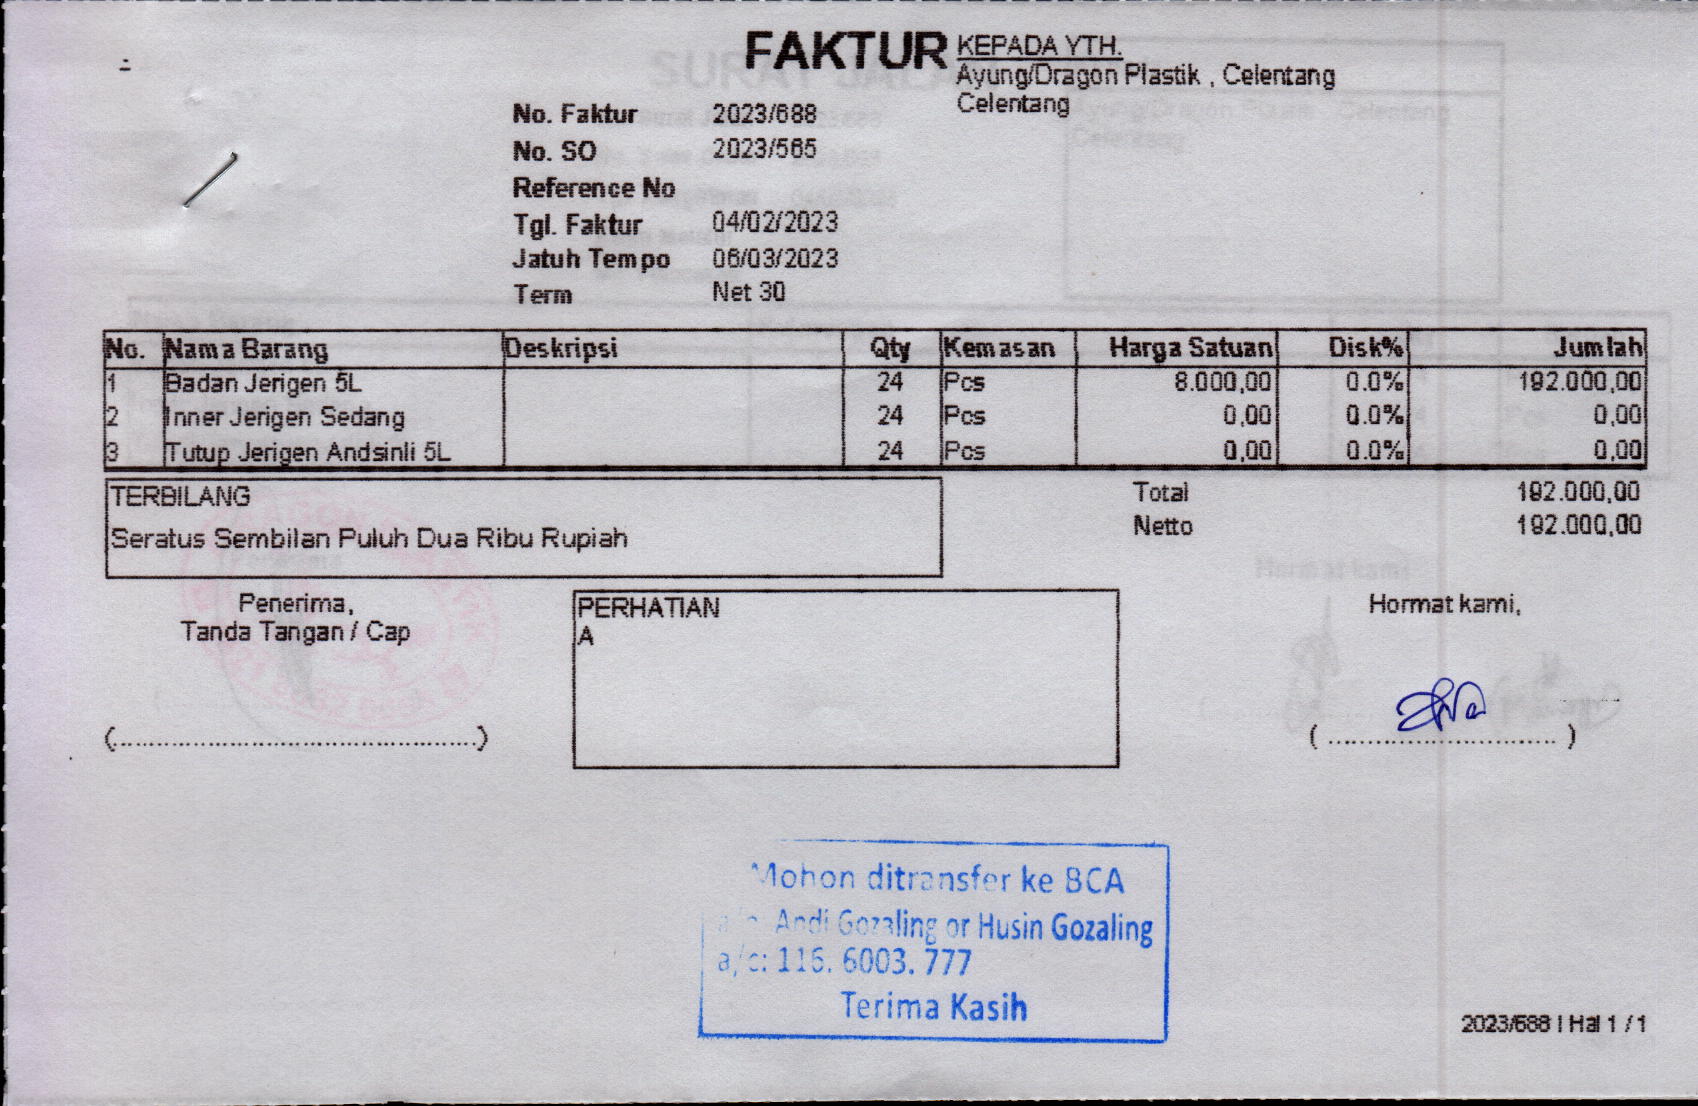 FAKTUR
KEPADA YTH.
Ayung/Dragon Plastik , Celentang
Celentang
No. Faktur 2023/688
No. SO 2023/565
Reference No
Tgl. Faktur 04/02/2023
Jatuh Tempo 06/03/2023
Term Net 30
No. Nama Barang Deskripsi Qty Kemasan Harga Satuan Disk% Jumlah
1 Badan Jerigen 5L 24 Pcs 8.000,00 0.0% 192.000,00
2 Inner Jerigen Sedang 24 Pcs 0,00 0.0% 0,00
3 Tutup Jerigen Andsinli 5L 24 Pcs 0,00 0.0% 0,00
TERBILANG
Seratus Sembilan Puluh Dua Ribu Rupiah
Total 192.000,00
Netto 192.000,00
Penerima,
Tanda Tangan / Cap
PERHATIAN
A
Hormat kami,
Mohon ditransfer ke BCA
Andi Gozaling or Husin Gozaling
a/c: 116. 6003. 777
Terima Kasih
2023/688 | Hal 1 / 1